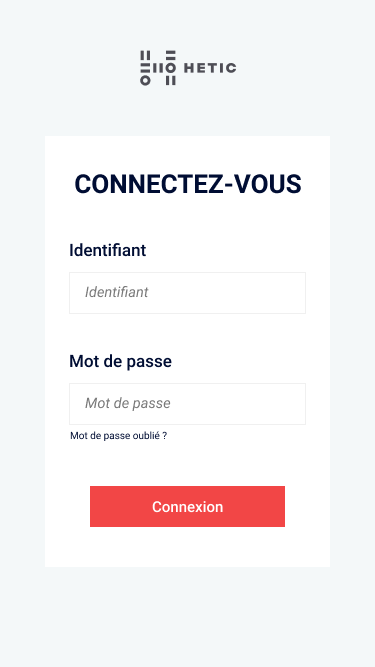 HETIC
CONNECTEZ-VOUS
Identifiant
Identifiant
Mot de passe
Mot de passe
Mot de passe oublié ?
Connexion